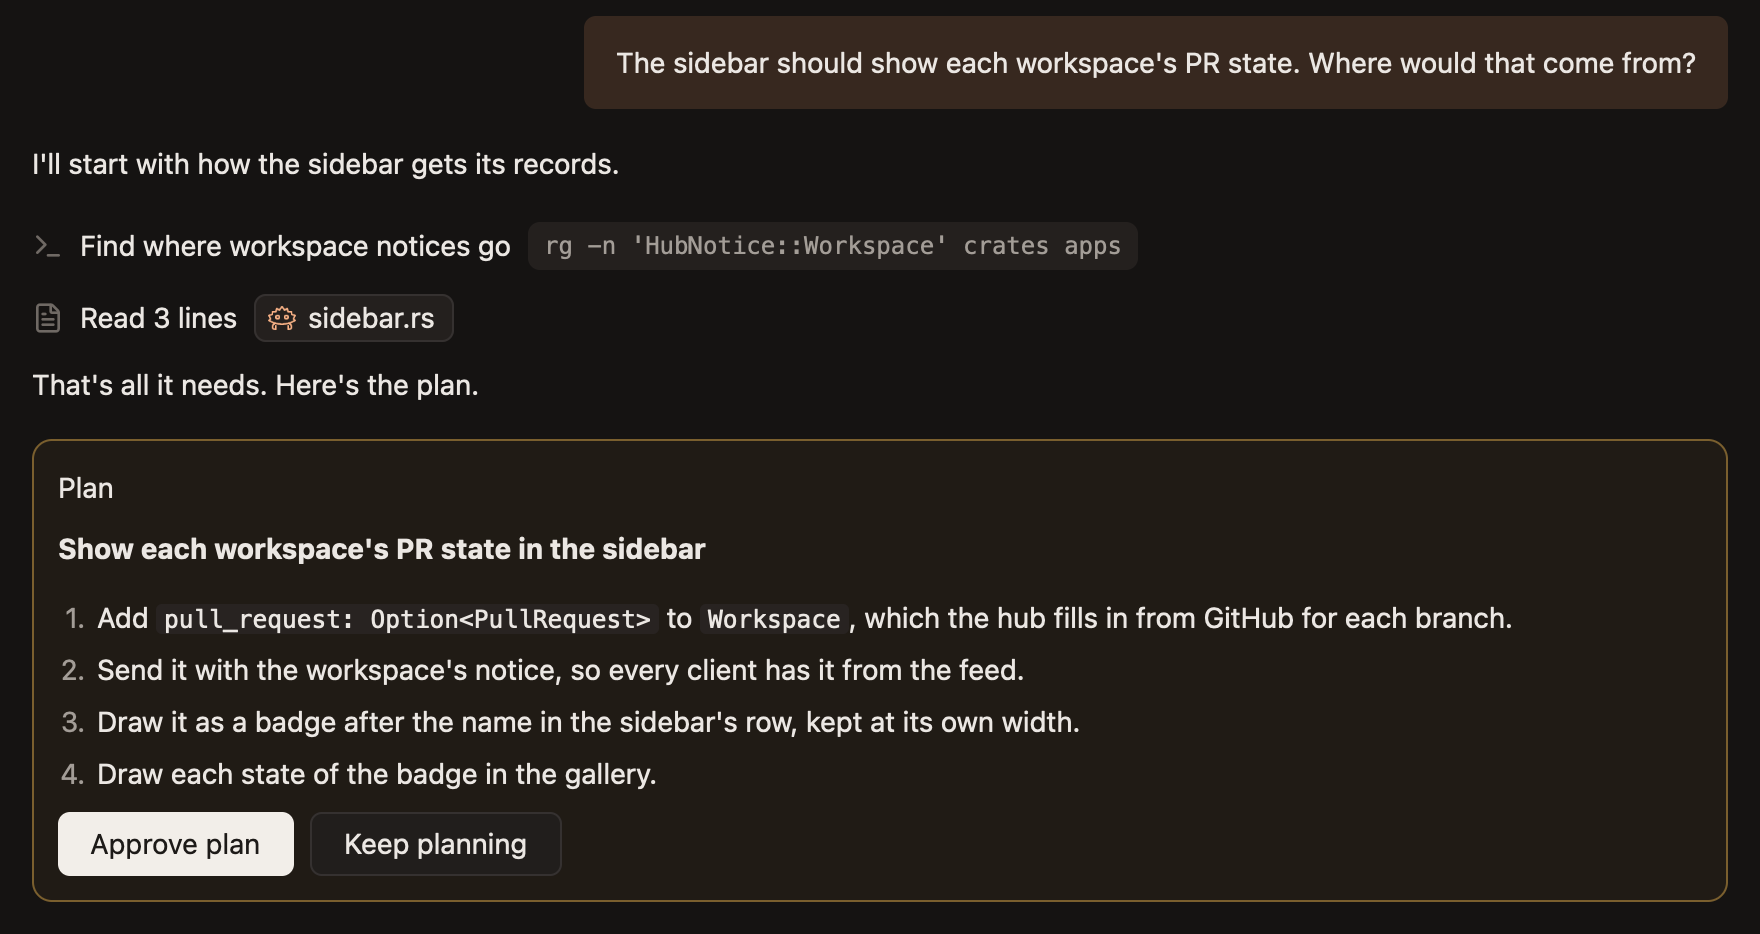 The sidebar should show each workspace's PR state. Where would that come from?
I'll start with how the sidebar gets its records.
Find where workspace notices go rg -n 'HubNotice::Workspace' crates apps
Read 3 lines sidebar.rs
That's all it needs. Here's the plan.
Plan
Show each workspace's PR state in the sidebar
1. Add pull_request: Option<PullRequest> to Workspace, which the hub fills in from GitHub for each branch.
2. Send it with the workspace's notice, so every client has it from the feed.
3. Draw it as a badge after the name in the sidebar's row, kept at its own width.
4. Draw each state of the badge in the gallery.
Approve plan Keep planning